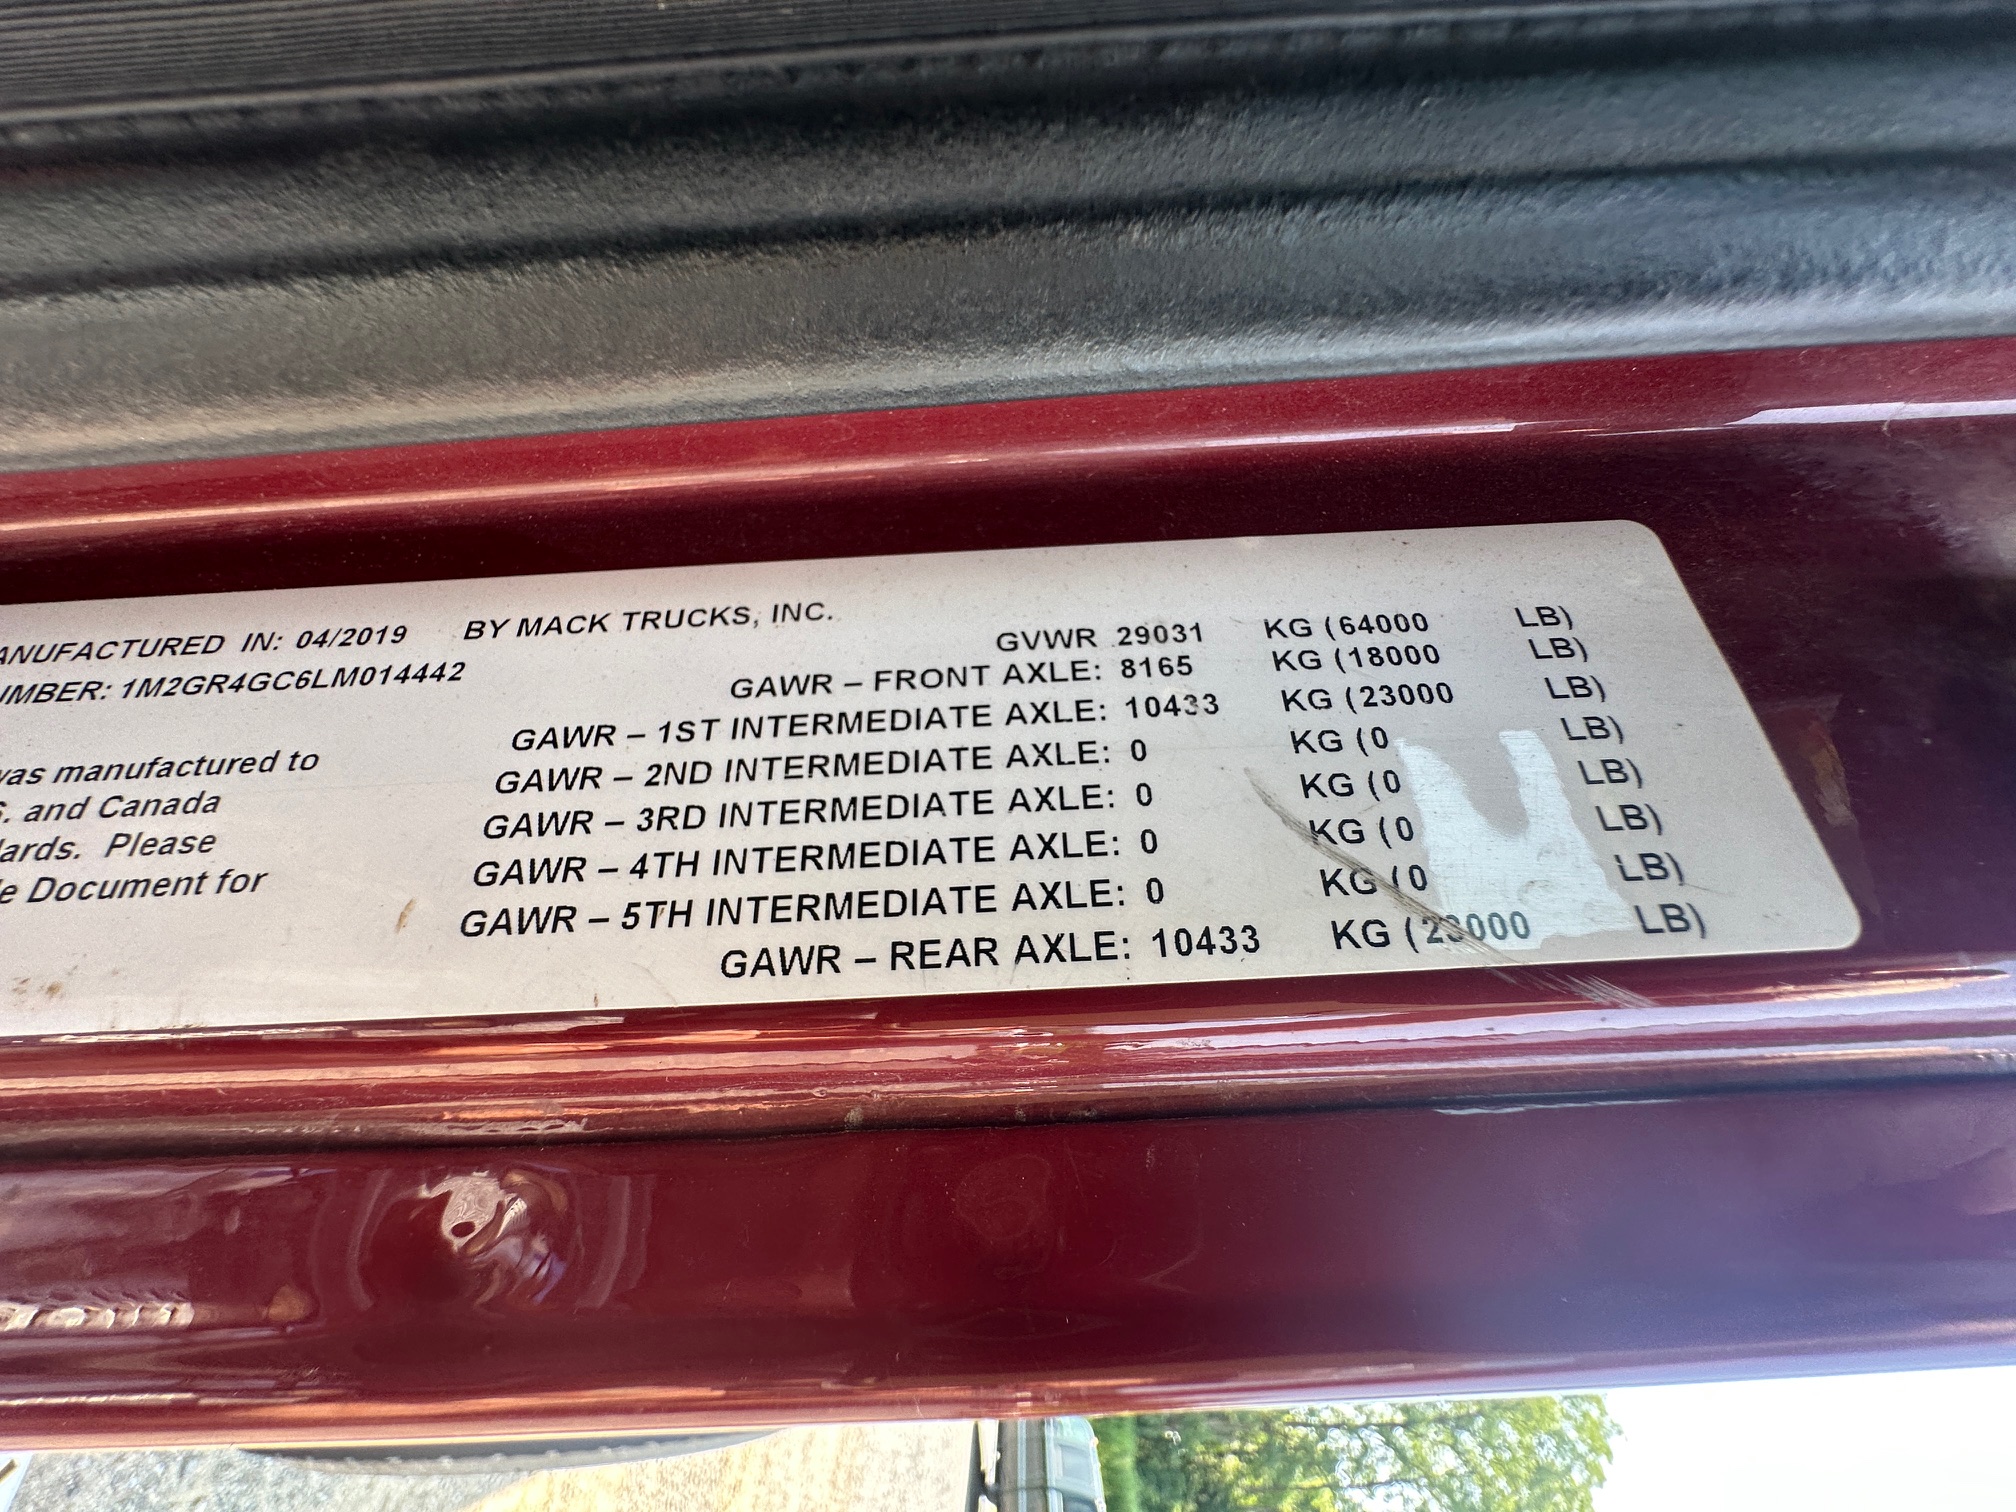 ANUFACTURED IN: 04/2019 BY MACK TRUCKS, INC.
UMBER: 1M2GR4GC6LM014442
was manufactured to
S. and Canada
ards. Please
le Document for
GVWR 29031 KG (64000 LB)
GAWR – FRONT AXLE: 8165 KG (18000 LB)
GAWR – 1ST INTERMEDIATE AXLE: 10433 KG (23000 LB)
GAWR – 2ND INTERMEDIATE AXLE: 0 KG (0 LB)
GAWR – 3RD INTERMEDIATE AXLE: 0 KG (0 LB)
GAWR – 4TH INTERMEDIATE AXLE: 0 KG (0 LB)
GAWR – 5TH INTERMEDIATE AXLE: 0 KG (0 LB)
GAWR – REAR AXLE: 10433 KG (23000 LB)